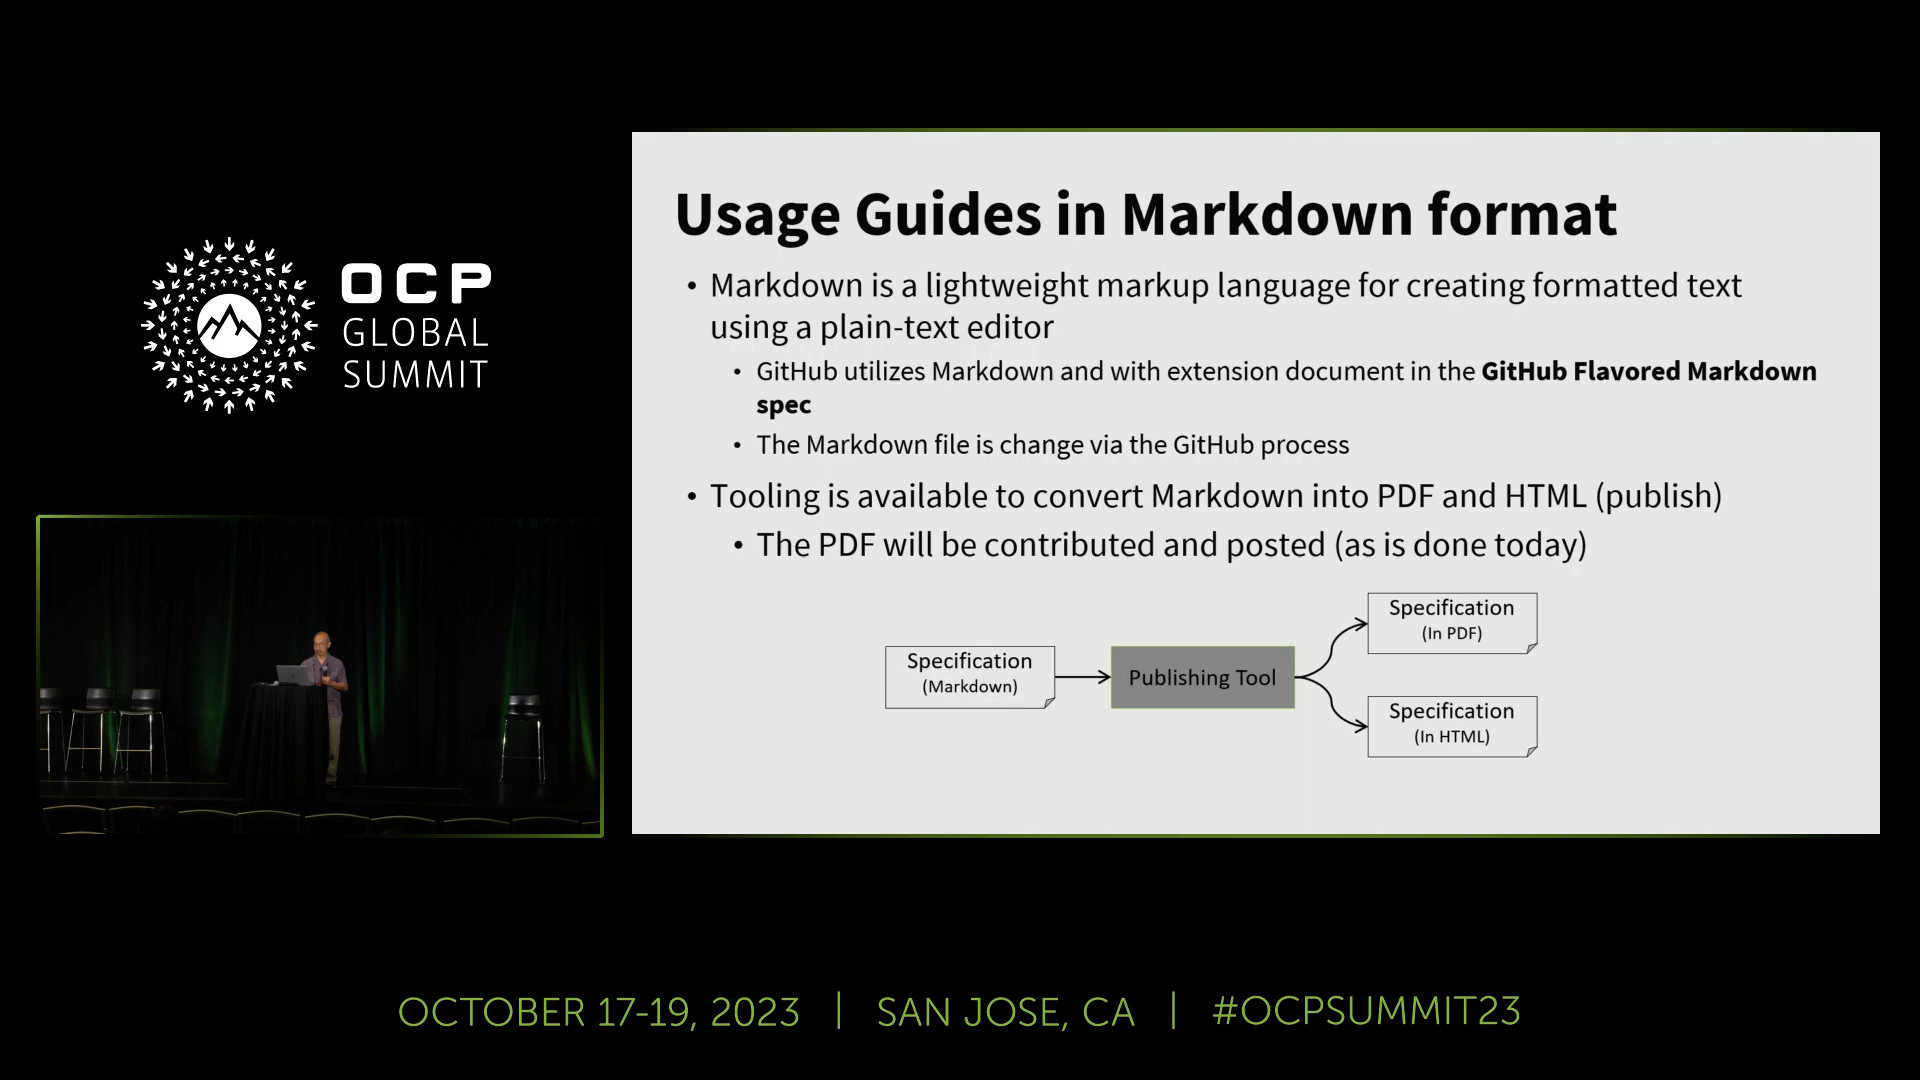 OCP
GLOBAL
SUMMIT
Usage Guides in Markdown format
• Markdown is a lightweight markup language for creating formatted text
using a plain-text editor
• GitHub utilizes Markdown and with extension document in the GitHub Flavored Markdown
spec
• The Markdown file is change via the GitHub process
• Tooling is available to convert Markdown into PDF and HTML (publish)
• The PDF will be contributed and posted (as is done today)
Specification
(Markdown)
Publishing Tool
Specification
(In PDF)
Specification
(In HTML)
OCTOBER 17-19, 2023 | SAN JOSE, CA | #OCPSUMMIT23